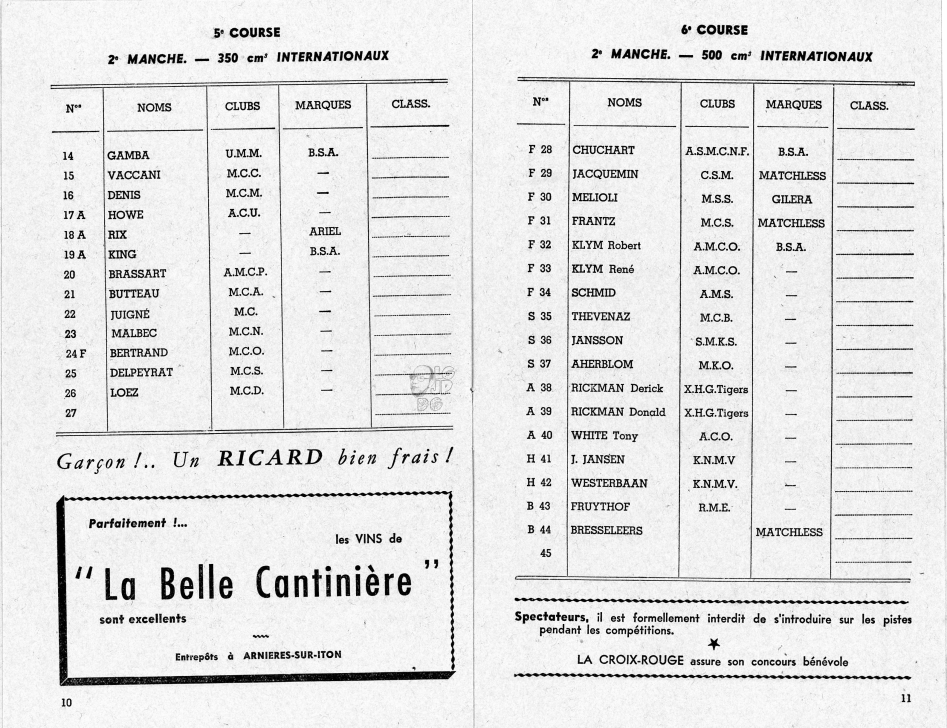 5e COURSE
2e MANCHE. — 350 cm³ INTERNATIONAUX
Nos NOMS CLUBS MARQUES CLASS.
14 GAMBA U.M.M. B.S.A.
15 VACCANI M.C.C. —
16 DENIS M.C.M. —
17 A HOWE A.C.U. —
18 A RIX — ARIEL
19 A KING — B.S.A.
20 BRASSART A.M.C.P. —
21 BUTTEAU M.C.A. —
22 JUIGNÉ M.C. —
23 MALBEC M.C.N. —
24 F BERTRAND M.C.O. —
25 DELPEYRAT M.C.S. —
26 LOEZ M.C.D. —
27
Garçon !.. Un RICARD bien frais !
Parfaitement !...
les VINS de
" La Belle Cantinière "
sont excellents
Entrepôts à ARNIERES-SUR-ITON
10
6e COURSE
2e MANCHE. — 500 cm³ INTERNATIONAUX
Nos NOMS CLUBS MARQUES CLASS.
F 28 CHUCHART A.S.M.C.N.F. B.S.A.
F 29 JACQUEMIN C.S.M. MATCHLESS
F 30 MELIOLI M.S.S. GILERA
F 31 FRANTZ M.C.S. MATCHLESS
F 32 KLYM Robert A.M.C.O. B.S.A.
F 33 KLYM René A.M.C.O. —
F 34 SCHMID A.M.S. —
S 35 THEVENAZ M.C.B. —
S 36 JANSSON S.M.K.S. —
S 37 AHERBLOM M.K.O. —
A 38 RICKMAN Derick X.H.G.Tigers —
A 39 RICKMAN Donald X.H.G.Tigers —
A 40 WHITE Tony A.C.O. —
H 41 J. JANSEN K.N.M.V —
H 42 WESTERBAAN K.N.M.V. —
B 43 FRUYTHOF R.M.E. —
B 44 BRESSELEERS MATCHLESS
45
Spectateurs, il est formellement interdit de s'introduire sur les pistes
pendant les compétitions.
LA CROIX-ROUGE assure son concours bénévole
11